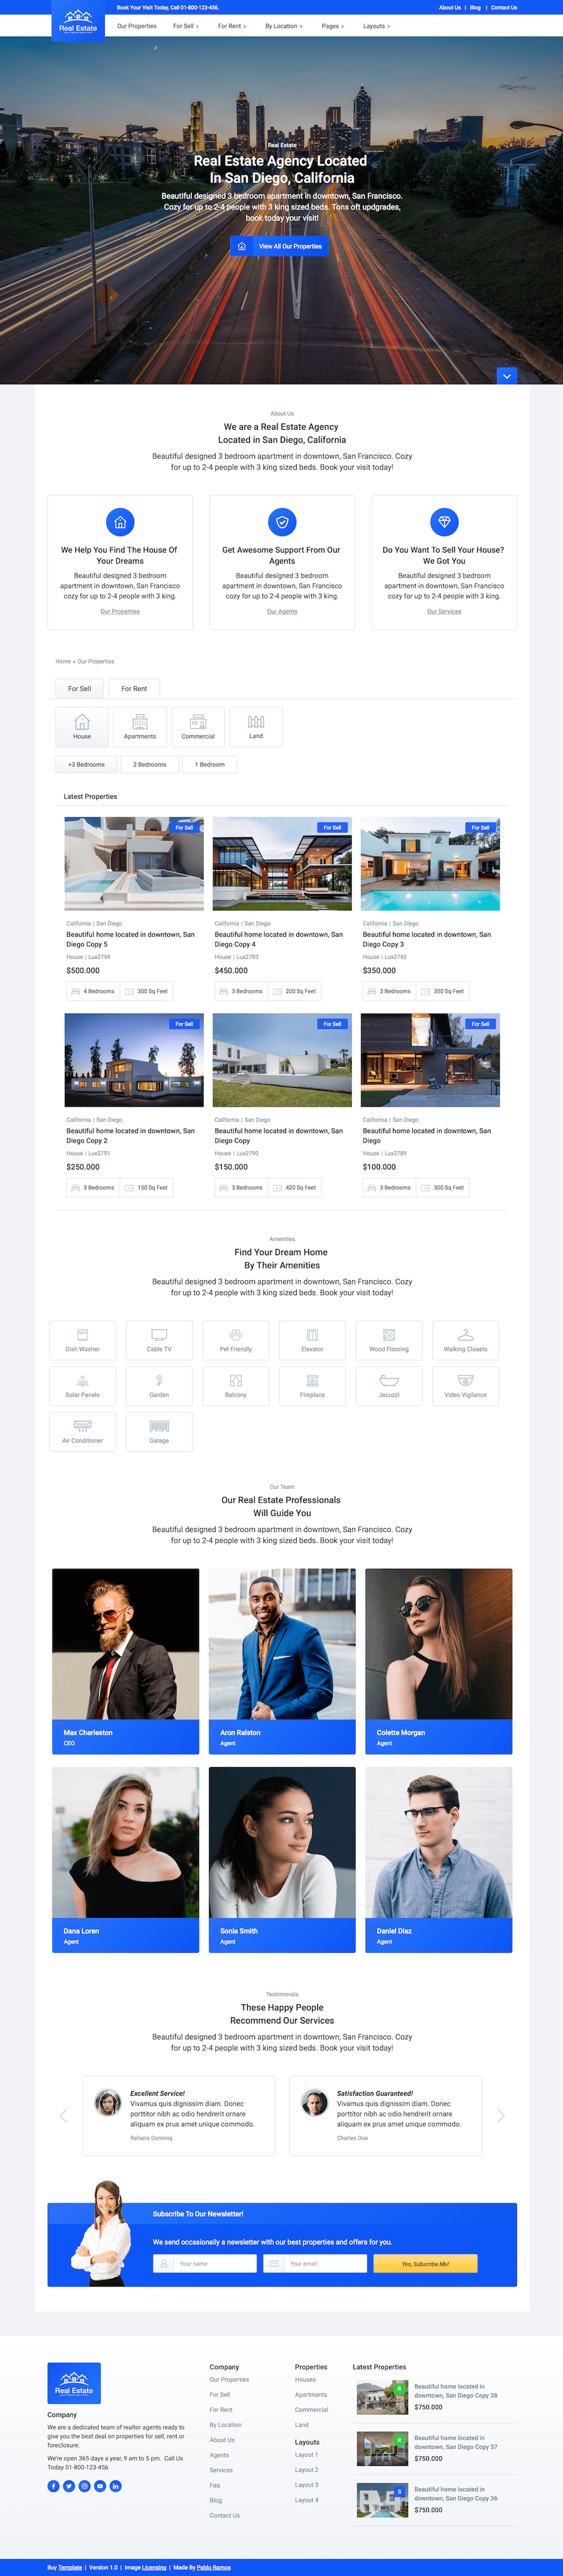 Book Your Visit Today, Call 01-800-123-456.
About Us | Blog | Contact Us
Real Estate
Our Properties
For Sell
For Rent
By Location
Pages
Layouts
Real Estate
Real Estate Agency Located
In San Diego, California
Beautiful designed 3 bedroom apartment in downtown, San Francisco.
Cozy for up to 2-4 people with 3 king sized beds. Tons oft updgrades,
book today your visit!
View All Our Properties
About Us
We are a Real Estate Agency
Located in San Diego, California
Beautiful designed 3 bedroom apartment in downtown, San Francisco. Cozy
for up to 2-4 people with 3 king sized beds. Book your visit today!
We Help You Find The House Of
Your Dreams
Beautiful designed 3 bedroom
apartment in downtown, San Francisco
cozy for up to 2-4 people with 3 king.
Our Properties
Get Awesome Support From Our
Agents
Beautiful designed 3 bedroom
apartment in downtown, San Francisco
cozy for up to 2-4 people with 3 king.
Our Agents
Do You Want To Sell Your House?
We Got You
Beautiful designed 3 bedroom
apartment in downtown, San Francisco
cozy for up to 2-4 people with 3 king.
Our Services
Home » Our Properties
For Sell
For Rent
House
Apartments
Commercial
Land
+3 Bedrooms
2 Bedrooms
1 Bedroom
Latest Properties
For Sell
California | San Diego
Beautiful home located in downtown, San
Diego Copy 5
House | Lux2794
$500.000
4 Bedrooms
300 Sq Feet
For Sell
California | San Diego
Beautiful home located in downtown, San
Diego Copy 4
House | Lux2793
$450.000
3 Bedrooms
200 Sq Feet
For Sell
California | San Diego
Beautiful home located in downtown, San
Diego Copy 3
House | Lux2792
$350.000
3 Bedrooms
350 Sq Feet
For Sell
California | San Diego
Beautiful home located in downtown, San
Diego Copy 2
House | Lux2791
$250.000
3 Bedrooms
150 Sq Feet
For Sell
California | San Diego
Beautiful home located in downtown, San
Diego Copy
House | Lux2790
$150.000
3 Bedrooms
420 Sq Feet
For Sell
California | San Diego
Beautiful home located in downtown, San
Diego
House | Lux2789
$100.000
3 Bedrooms
300 Sq Feet
Amenities
Find Your Dream Home
By Their Amenities
Beautiful designed 3 bedroom apartment in downtown, San Francisco. Cozy
for up to 2-4 people with 3 king sized beds. Book your visit today!
Dish Washer
Cable TV
Pet Friendly
Elevator
Wood Flooring
Walking Closets
Solar Panels
Garden
Balcony
Fireplace
Jacuzzi
Video Vigilance
Air Conditioner
Garage
Our Team
Our Real Estate Professionals
Will Guide You
Beautiful designed 3 bedroom apartment in downtown, San Francisco. Cozy
for up to 2-4 people with 3 king sized beds. Book your visit today!
Max Charleston
CEO
Aron Ralston
Agent
Colette Morgan
Agent
Dana Loren
Agent
Sonia Smith
Agent
Daniel Diaz
Agent
Testimonials
These Happy People
Recommend Our Services
Beautiful designed 3 bedroom apartment in downtown, San Francisco. Cozy
for up to 2-4 people with 3 king sized beds. Book your visit today!
Excellent Service!
Vivamus quis dignissim diam. Donec
porttitor nibh ac odio hendrerit ornare
aliquam ex prus amet unique commodo.
Rafaela Dominiq
Satisfaction Guaranteed!
Vivamus quis dignissim diam. Donec
porttitor nibh ac odio hendrerit ornare
aliquam ex prus amet unique commodo.
Charles Doe
Subscribe To Our Newsletter!
We send occasionally a newsletter with our best properties and offers for you.
Your name
Your email
Yes, Subscribe Me!
Real Estate
Company
We are a dedicated team of realtor agents ready to
give you the best deal on properties for sell, rent or
foreclosure.
We're open 365 days a year, 9 am to 5 pm. Call Us
Today 01-800-123-456
Company
Our Properties
For Sell
For Rent
By Location
About Us
Agents
Services
Faq
Blog
Contact Us
Properties
Houses
Apartments
Commercial
Land
Layouts
Layout 1
Layout 2
Layout 3
Layout 4
Latest Properties
R
Beautiful home located in
downtown, San Diego Copy 38
$750.000
R
Beautiful home located in
downtown, San Diego Copy 37
$750.000
S
Beautiful home located in
downtown, San Diego Copy 36
$750.000
Buy Template | Version 1.0 | Image Licensing | Made By Pablo Ramos